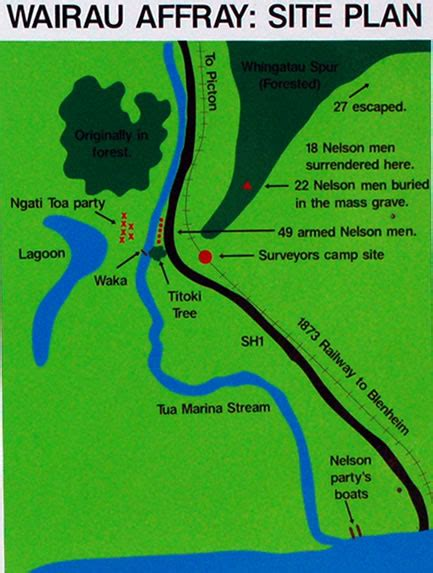 WAIRAU AFFRAY: SITE PLAN
To Picton
Whingatau Spur
(Forested)
27 escaped.
Originally in
forest.
18 Nelson men
surrendered here.
22 Nelson men buried
in the mass grave.
Ngati Toa party
49 armed Nelson men.
Lagoon
Surveyors camp site
Waka
Titoki
Tree
SH1
1873 Railway to Blenheim
Tua Marina Stream
Nelson
party's
boats